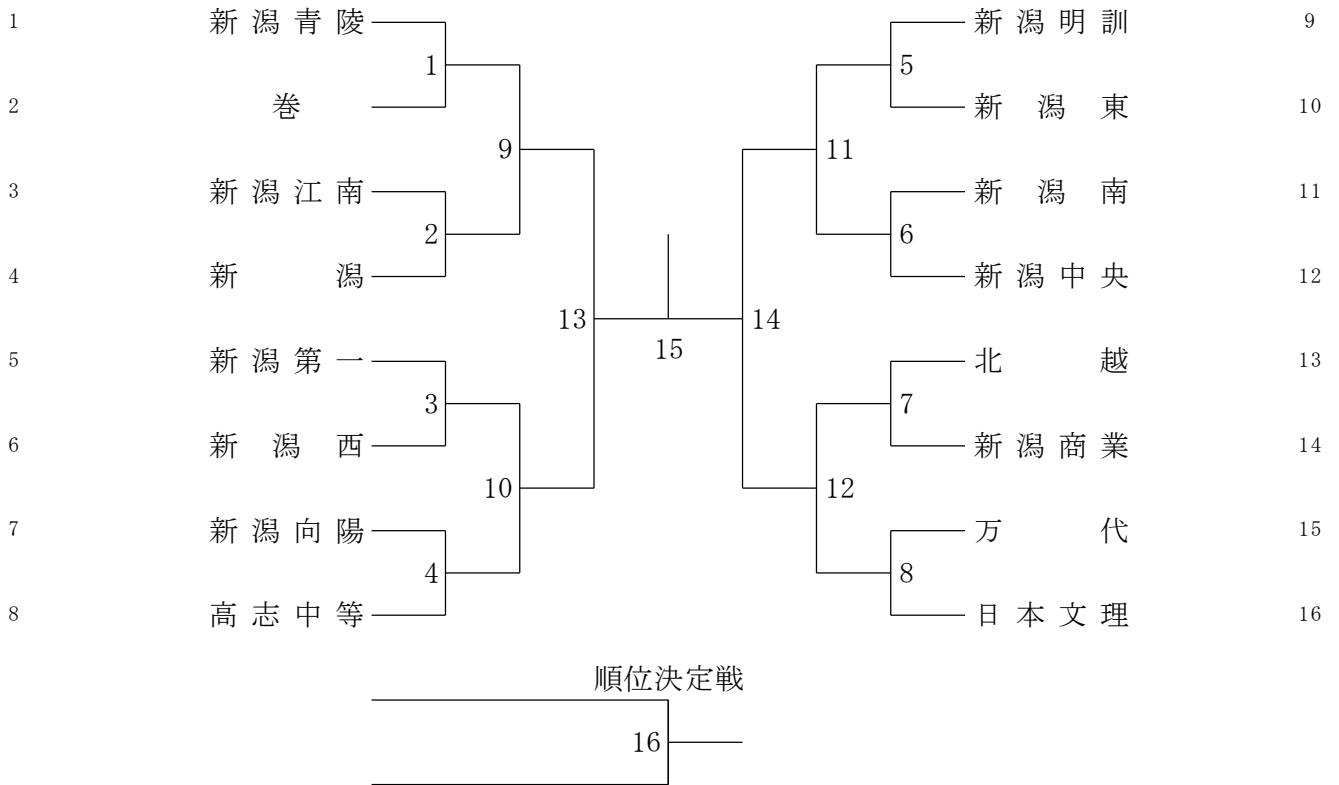 1 新潟青陵 新潟明訓 9
1 5
2 巻 新潟東 10
9 11
3 新潟江南 新潟南 11
2 6
4 新潟 新潟中央 12
13 14
15
5 新潟第一 北越 13
3 7
6 新潟西 新潟商業 14
10 12
7 新潟向陽 万代 15
4 8
8 高志中等 日本文理 16
順位決定戦
16